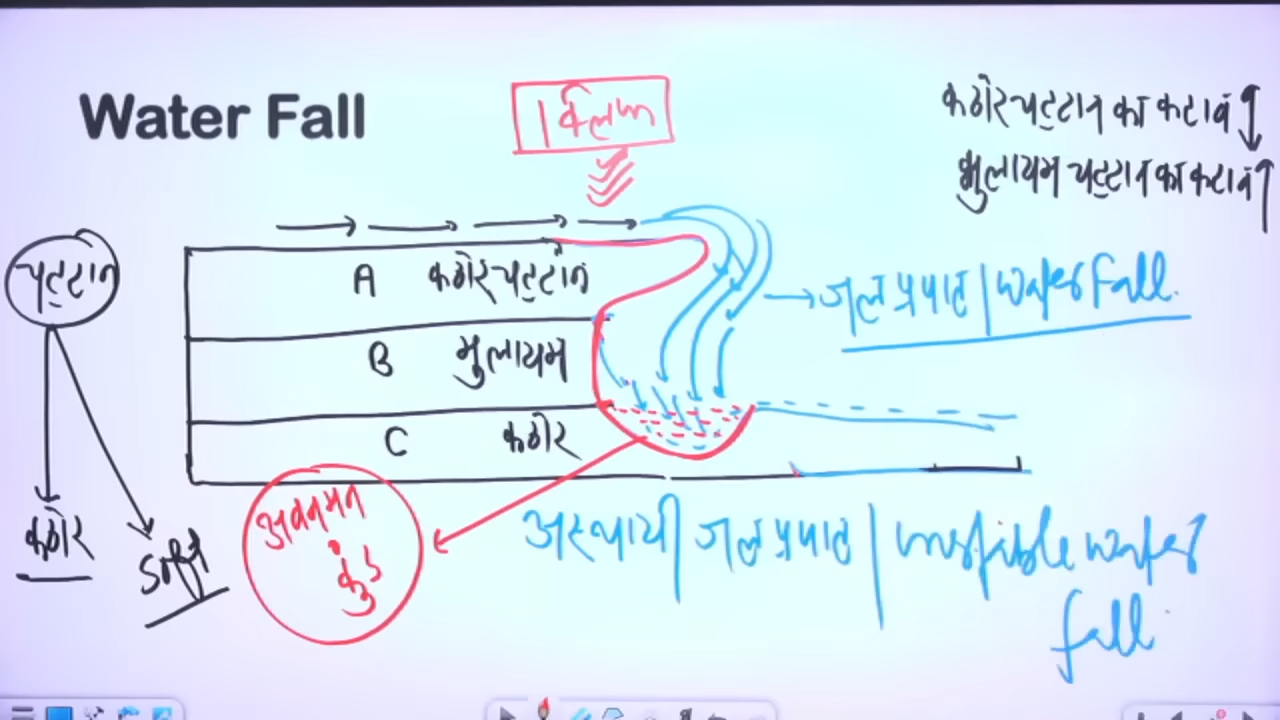 Water Fall
कठोर चट्टान का कटाव
मुलायम चट्टान का कटाव
चट्टान
A कठोर चट्टान
B मुलायम
C कठोर
जल प्रपात | Water Fall
कठोर
Soft
अवनमन
कुंड
अस्थायी | जल प्रपात | Unstable water
fall